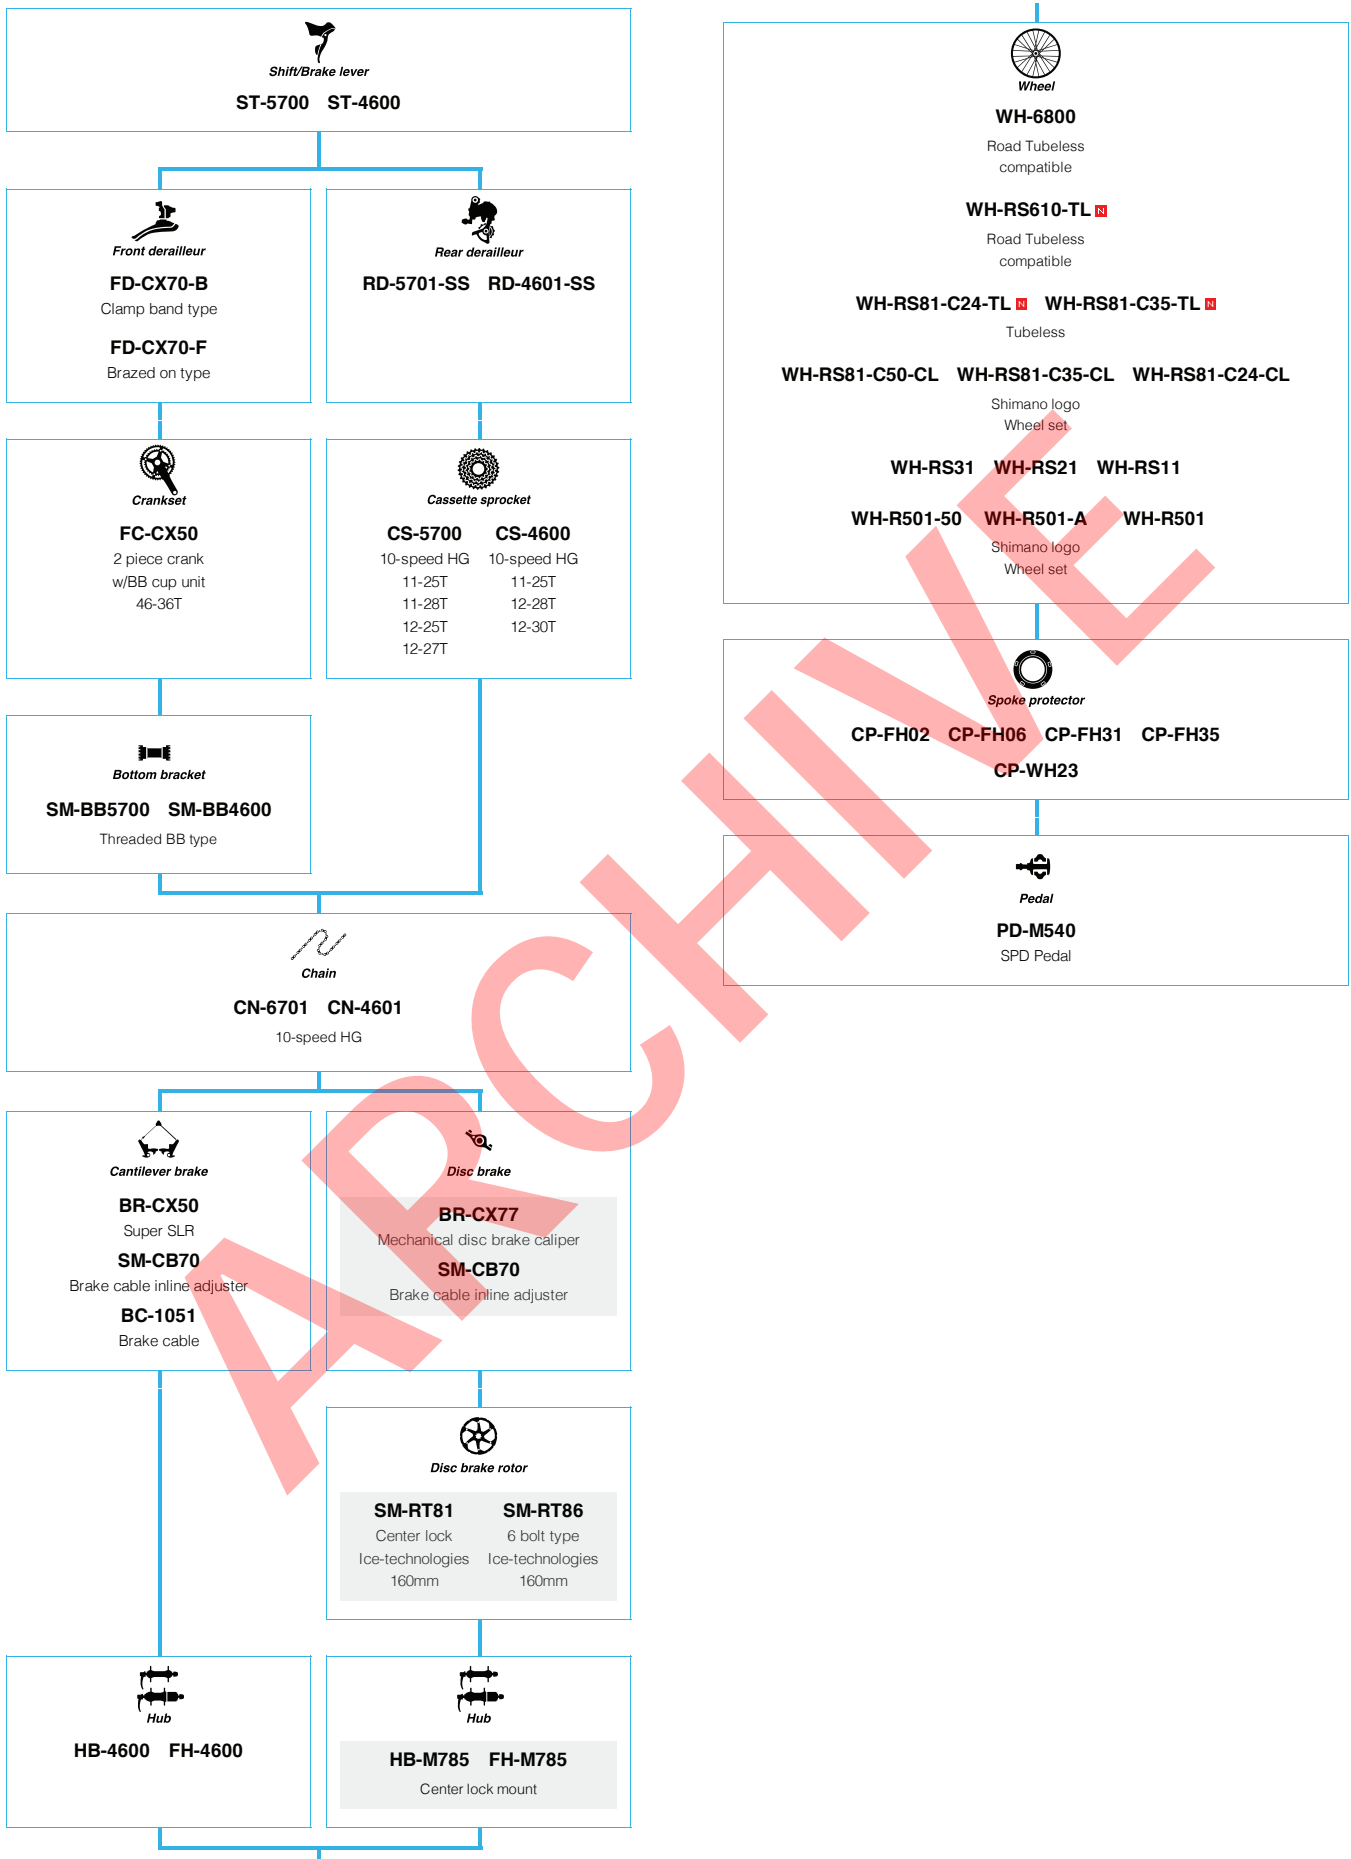 Shift/Brake lever
ST-5700 ST-4600
Front derailleur
FD-CX70-B
Clamp band type
FD-CX70-F
Brazed on type
Rear derailleur
RD-5701-SS RD-4601-SS
Crankset
FC-CX50
2 piece crank
w/BB cup unit
46-36T
Cassette sprocket
CS-5700 CS-4600
10-speed HG 10-speed HG
11-25T 11-25T
11-28T 12-28T
12-25T 12-30T
12-27T
Bottom bracket
SM-BB5700 SM-BB4600
Threaded BB type
Chain
CN-6701 CN-4601
10-speed HG
Cantilever brake
BR-CX50
Super SLR
SM-CB70
Brake cable inline adjuster
BC-1051
Brake cable
Disc brake
BR-CX77
Mechanical disc brake caliper
SM-CB70
Brake cable inline adjuster
Disc brake rotor
SM-RT81 SM-RT86
Center lock 6 bolt type
Ice-technologies Ice-technologies
160mm 160mm
Hub
HB-4600 FH-4600
Hub
HB-M785 FH-M785
Center lock mount
Wheel
WH-6800
Road Tubeless
compatible
WH-RS610-TL N
Road Tubeless
compatible
WH-RS81-C24-TL N WH-RS81-C35-TL N
Tubeless
WH-RS81-C50-CL WH-RS81-C35-CL WH-RS81-C24-CL
Shimano logo
Wheel set
WH-RS31 WH-RS21 WH-RS11
WH-R501-50 WH-R501-A WH-R501
Shimano logo
Wheel set
Spoke protector
CP-FH02 CP-FH06 CP-FH31 CP-FH35
CP-WH23
Pedal
PD-M540
SPD Pedal
ARCHIVE